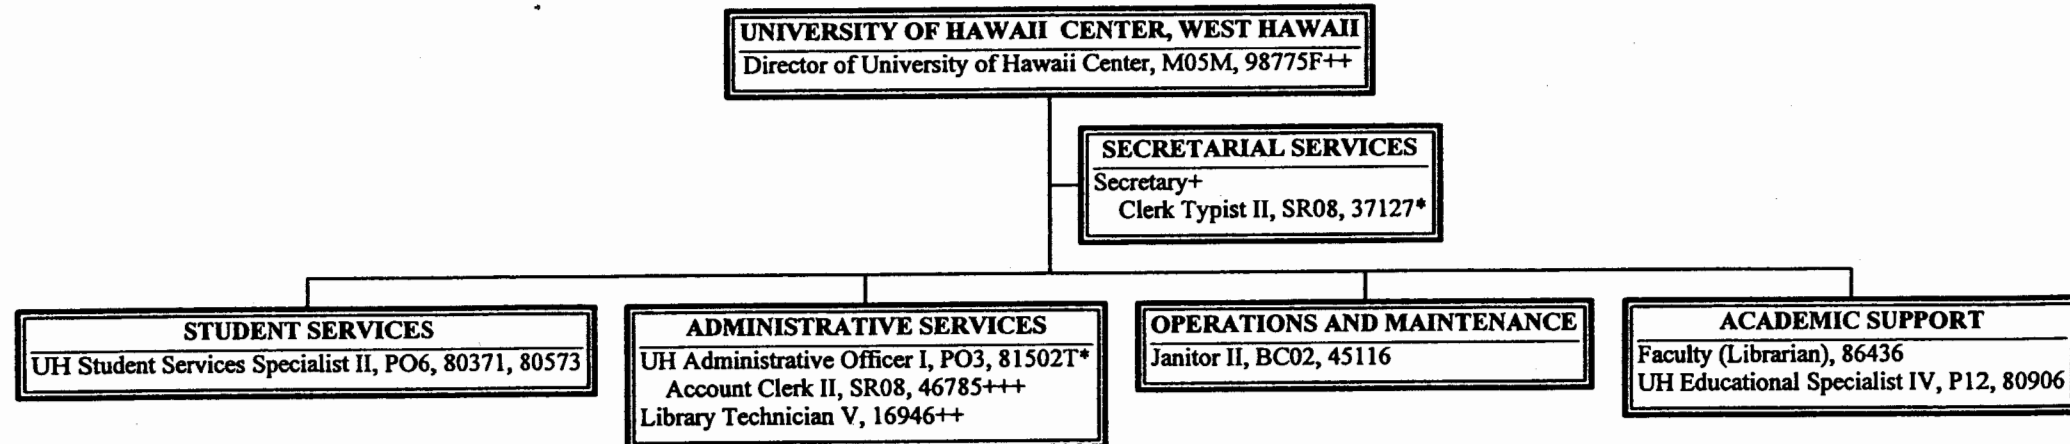 UNIVERSITY OF HAWAII CENTER, WEST HAWAII
Director of University of Hawaii Center, M05M, 98775F++
SECRETARIAL SERVICES
Secretary+
Clerk Typist II, SR08, 37127*
STUDENT SERVICES
UH Student Services Specialist II, PO6, 80371, 80573
ADMINISTRATIVE SERVICES
UH Administrative Officer I, PO3, 81502T*
Account Clerk II, SR08, 46785+++
Library Technician V, 16946++
OPERATIONS AND MAINTENANCE
Janitor II, BC02, 45116
ACADEMIC SUPPORT
Faculty (Librarian), 86436
UH Educational Specialist IV, P12, 80906